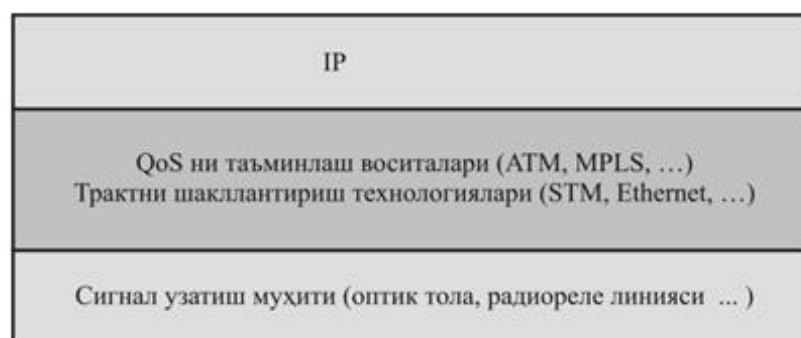 IP
QoS ни таъминлаш воситалари (ATM, MPLS, …)
Трактни шакллантириш технологиялари (STM, Ethernet, …)
Сигнал узатиш муҳити (оптик тола, радиореле линияси ... )